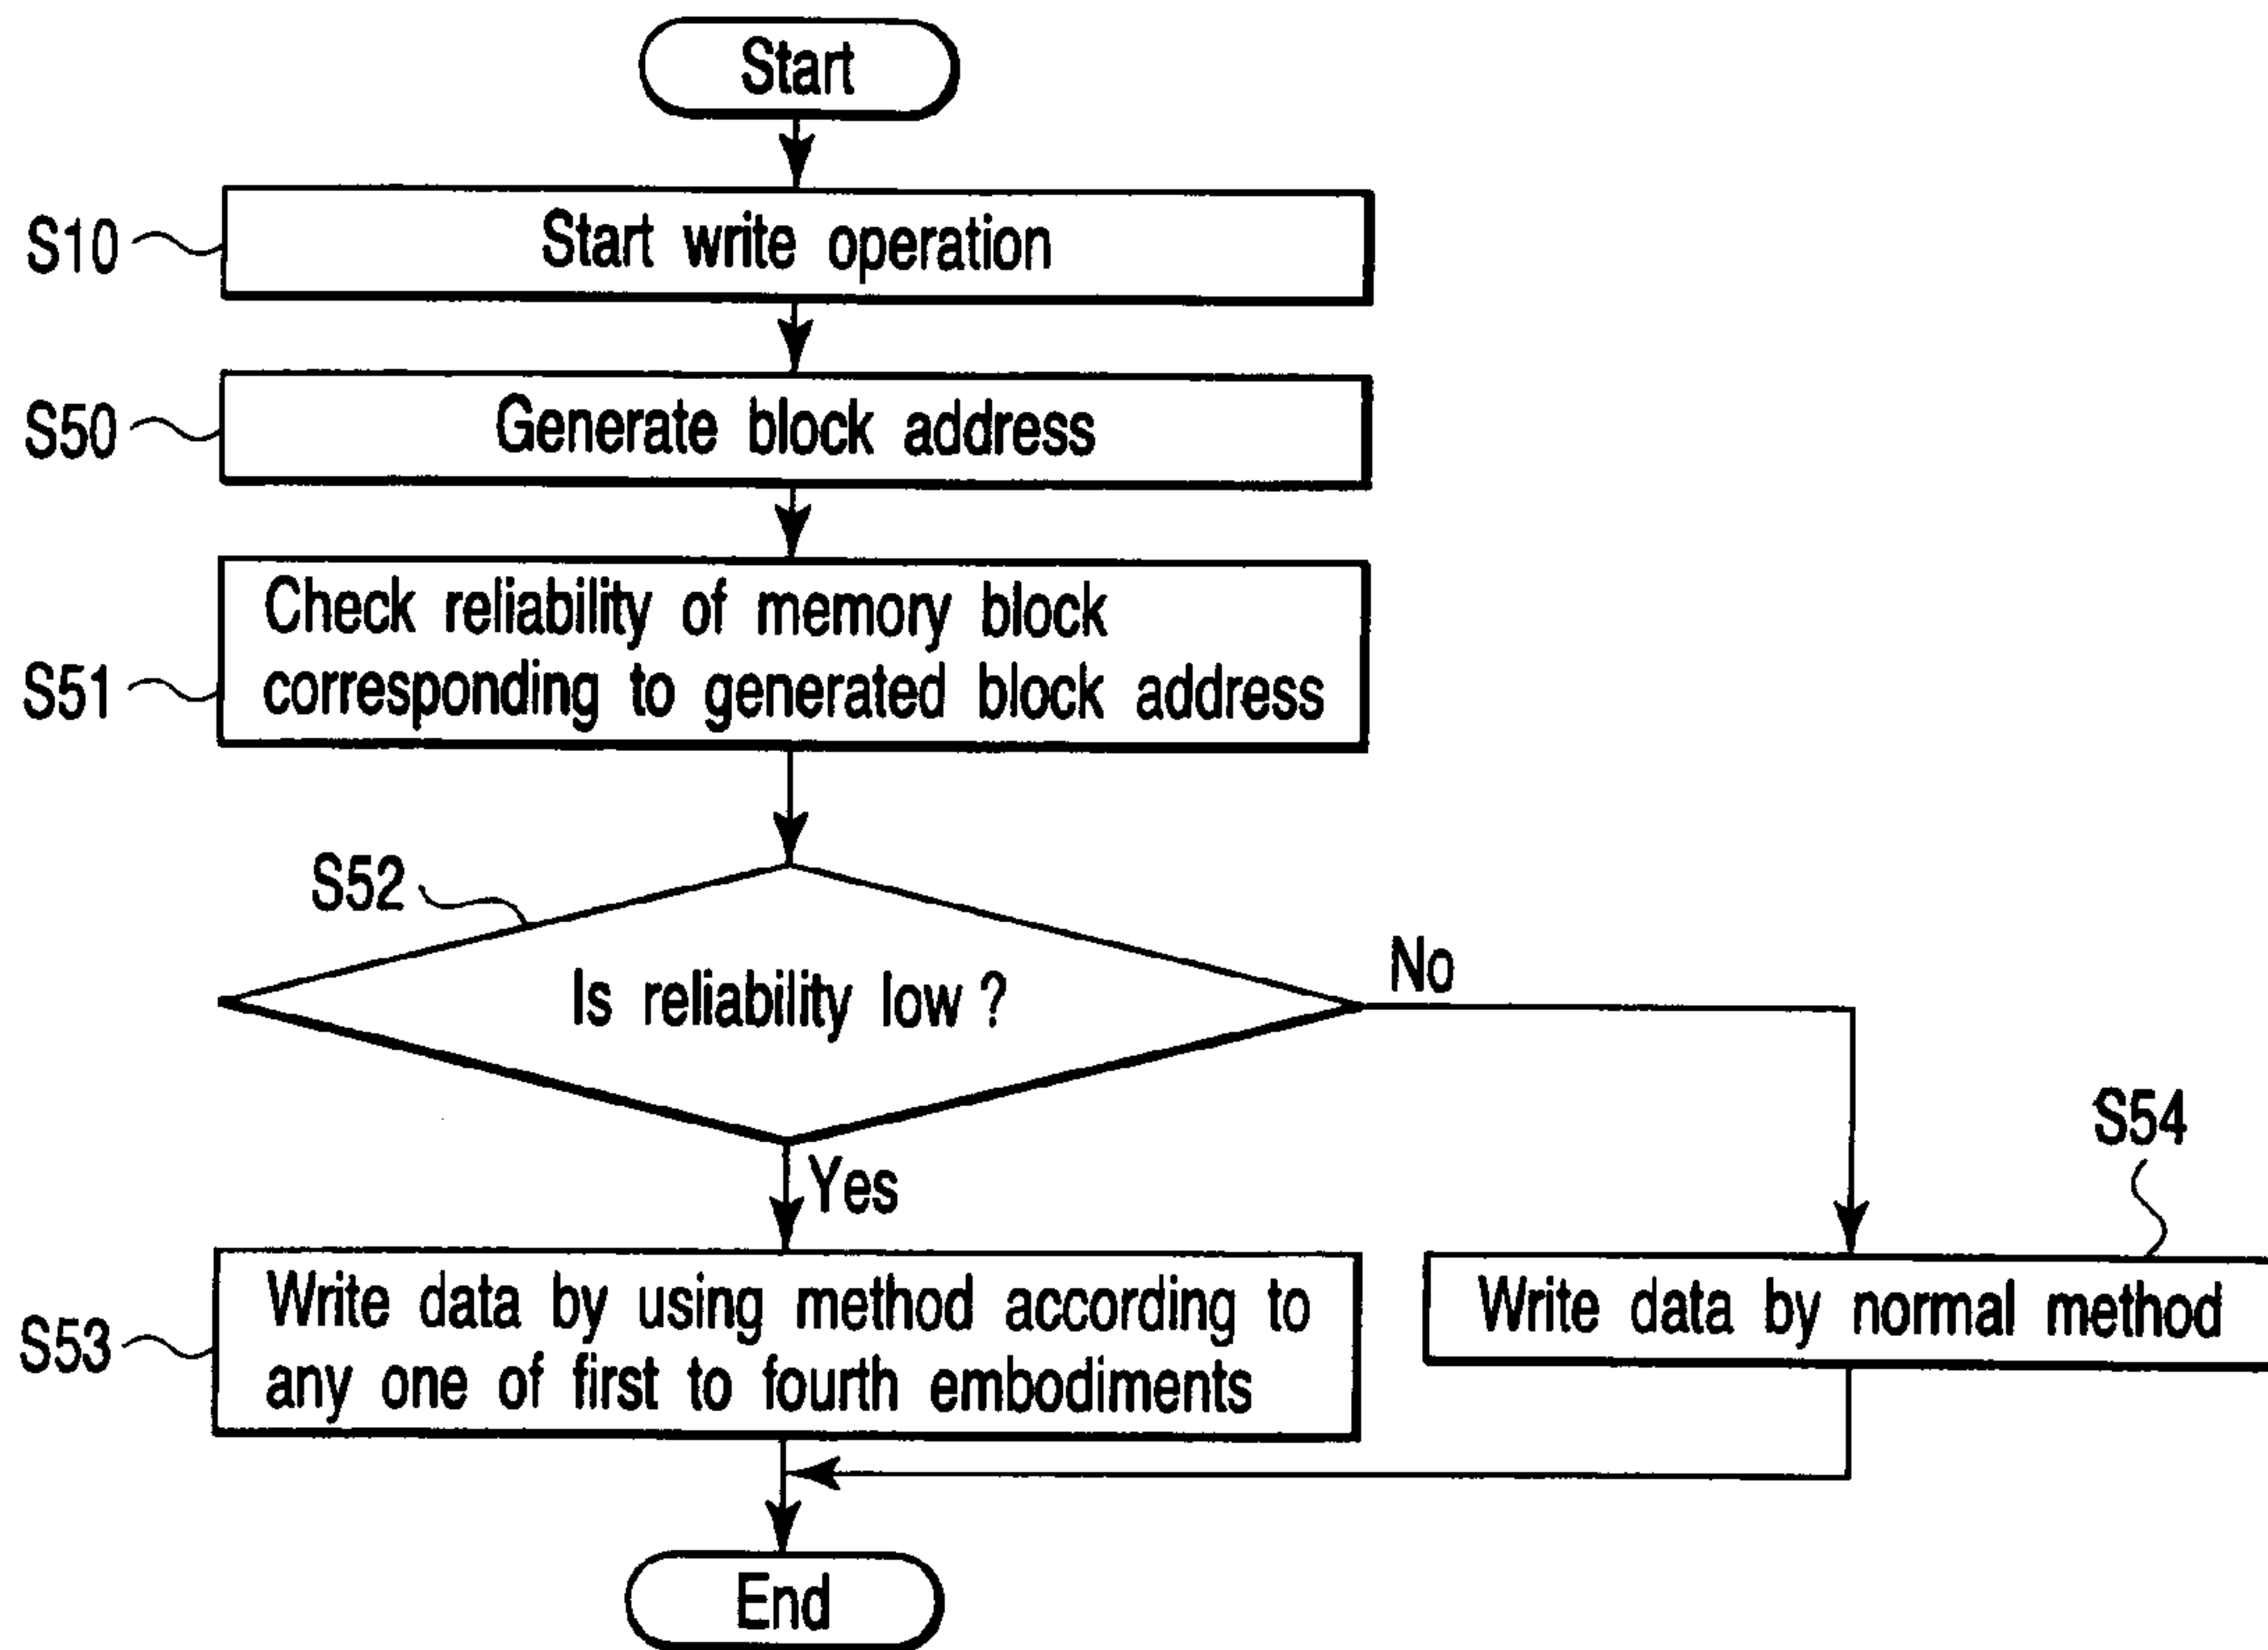 Start
S10
Start write operation
S50
Generate block address
S51
Check reliability of memory block
corresponding to generated block address
S52
Is reliability low ?
No
Yes
S54
S53
Write data by using method according to
any one of first to fourth embodiments
Write data by normal method
End